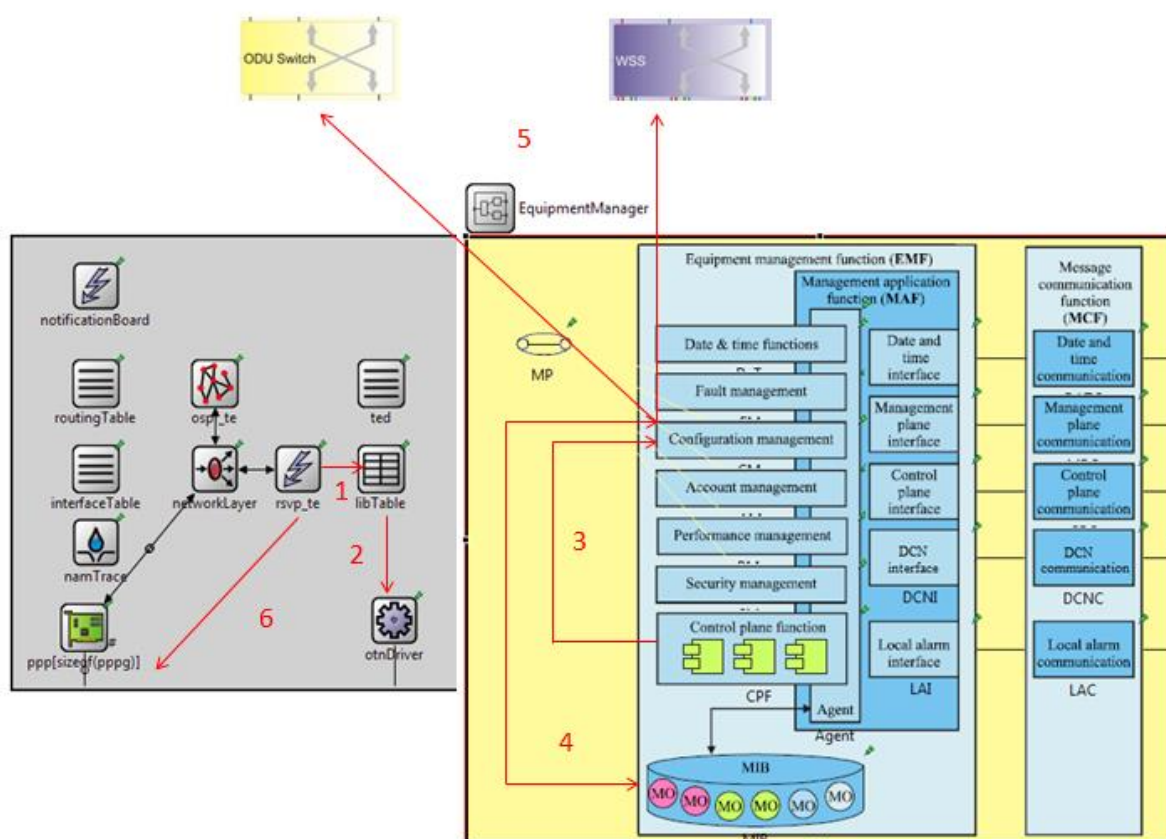 ODU Switch
WSS
5
EquipmentManager
notificationBoard
routingTable
ospf_te
ted
interfaceTable
networkLayer
rsvp_te
1
libTable
2
namTrace
6
ppp[sizeof(pppg)]
otnDriver
MP
3
4
Equipment management function (EMF)
Management application
function (MAF)
Date & time functions
Fault management
Configuration management
Account management
Performance management
Security management
Control plane function
CPF
Date and
time
interface
Management
plane
interface
Control
plane
interface
DCN
interface
DCNI
Local alarm
interface
LAI
Agent
Agent
MIB
MO
MO
MO
MO
MO
MO
Message
communication
function
(MCF)
Date and
time
communication
Management
plane
communication
Control
plane
communication
DCN
communication
DCNC
Local alarm
communication
LAC